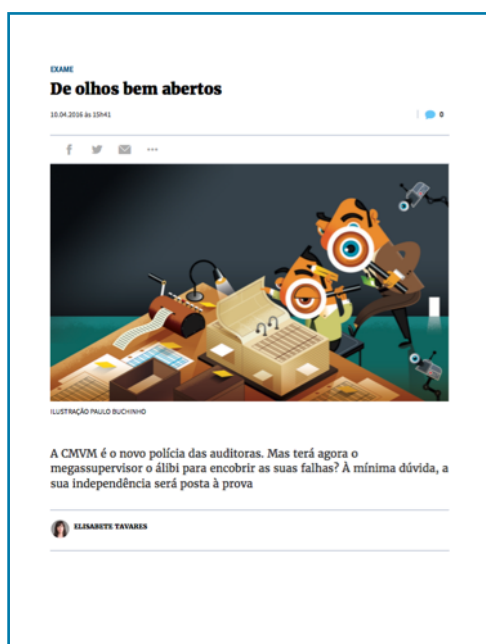 EXAME
De olhos bem abertos
10.04.2016 às 15h41
0
ILUSTRAÇÃO PAULO BUCHINHO
A CMVM é o novo polícia das auditoras. Mas terá agora o
megassupervisor o álibi para encobrir as suas falhas? À mínima dúvida, a
sua independência será posta à prova
ELISABETE TAVARES